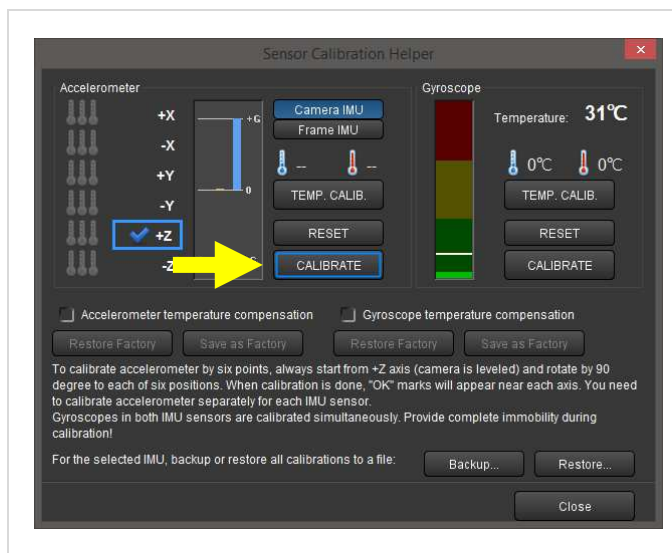 Sensor Calibration Helper
Accelerometer
+X
-X
+Y
-Y
+Z
-Z
+G
0
Camera IMU
Frame IMU
-- --
TEMP. CALIB.
RESET
CALIBRATE
Gyroscope
Temperature: 31°C
0°C 0°C
TEMP. CALIB.
RESET
CALIBRATE
Accelerometer temperature compensation
Gyroscope temperature compensation
Restore Factory
Save as Factory
Restore Factory
Save as Factory
To calibrate accelerometer by six points, always start from +Z axis (camera is leveled) and rotate by 90
degree to each of six positions. When calibration is done, "OK" marks will appear near each axis. You need
to calibrate accelerometer separately for each IMU sensor.
Gyroscopes in both IMU sensors are calibrated simultaneously. Provide complete immobility during
calibration!
For the selected IMU, backup or restore all calibrations to a file:
Backup...
Restore...
Close